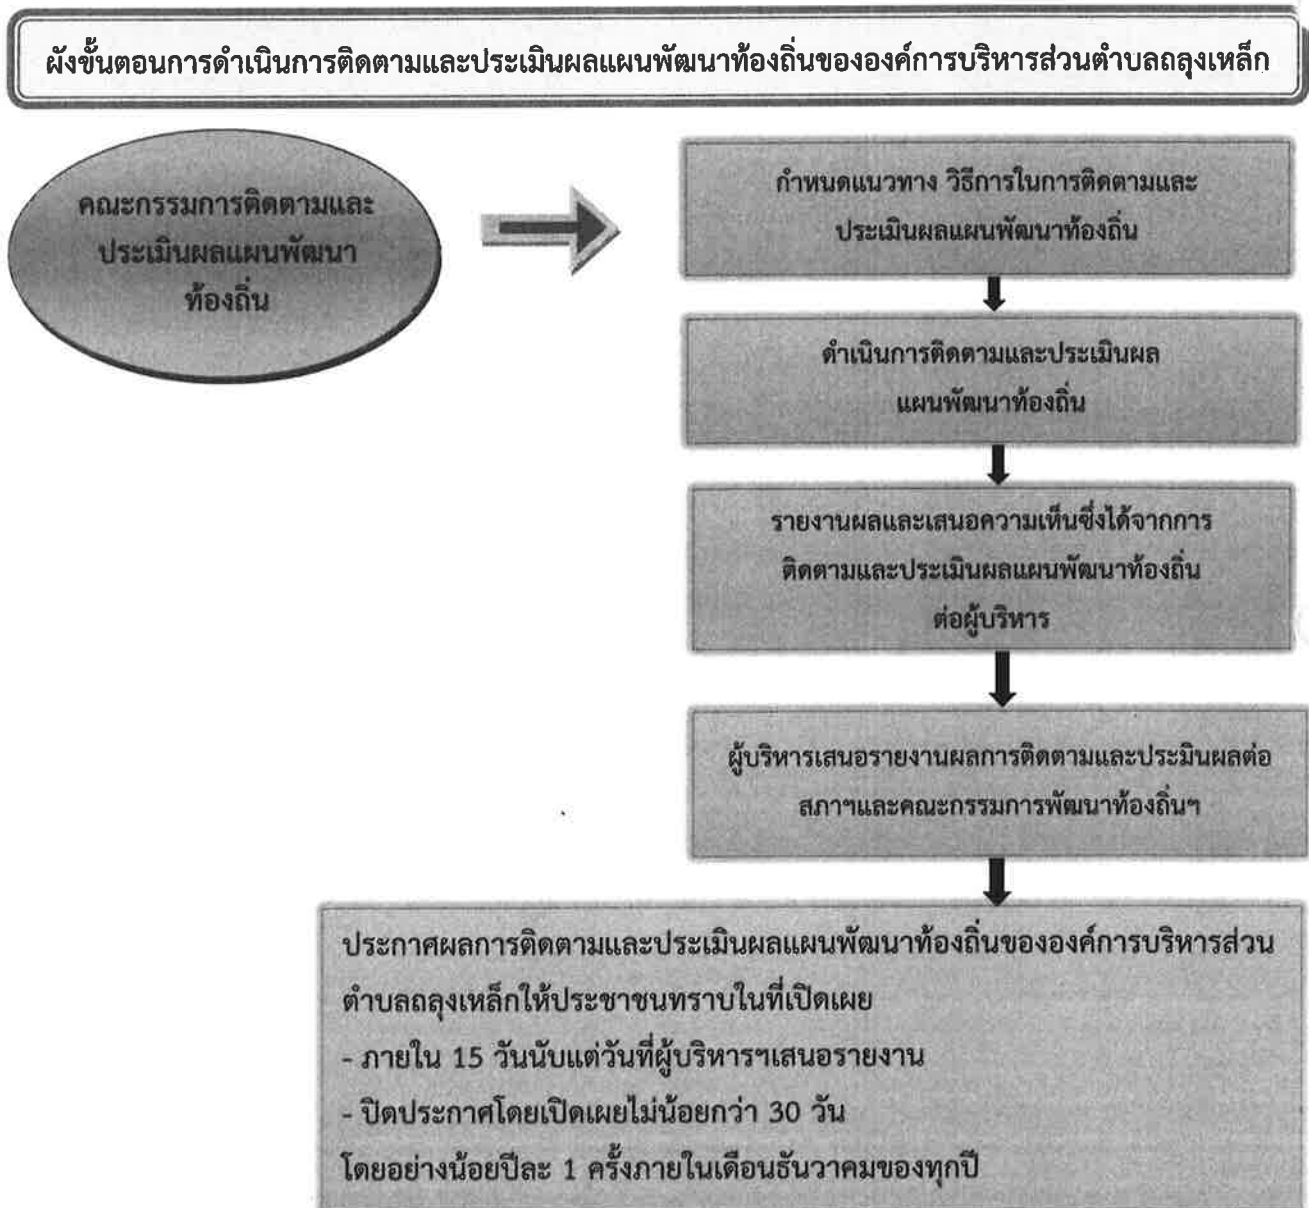 ผังขั้นตอนการดำเนินการติดตามและประเมินผลแผนพัฒนาท้องถิ่นขององค์การบริหารส่วนตำบลถลุงเหล็ก
คณะกรรมการติดตามและ
ประเมินผลแผนพัฒนา
ท้องถิ่น
กำหนดแนวทาง วิธีการในการติดตามและ
ประเมินผลแผนพัฒนาท้องถิ่น
ดำเนินการติดตามและประเมินผล
แผนพัฒนาท้องถิ่น
รายงานผลและเสนอความเห็นซึ่งได้จากการ
ติดตามและประเมินผลแผนพัฒนาท้องถิ่น
ต่อผู้บริหาร
ผู้บริหารเสนอรายงานผลการติดตามและประมินผลต่อ
สภาฯและคณะกรรมการพัฒนาท้องถิ่นฯ
ประกาศผลการติดตามและประเมินผลแผนพัฒนาท้องถิ่นขององค์การบริหารส่วน
ตำบลถลุงเหล็กให้ประชาชนทราบในที่เปิดเผย
- ภายใน 15 วันนับแต่วันที่ผู้บริหารฯเสนอรายงาน
- ปิดประกาศโดยเปิดเผยไม่น้อยกว่า 30 วัน
โดยอย่างน้อยปีละ 1 ครั้งภายในเดือนธันวาคมของทุกปี